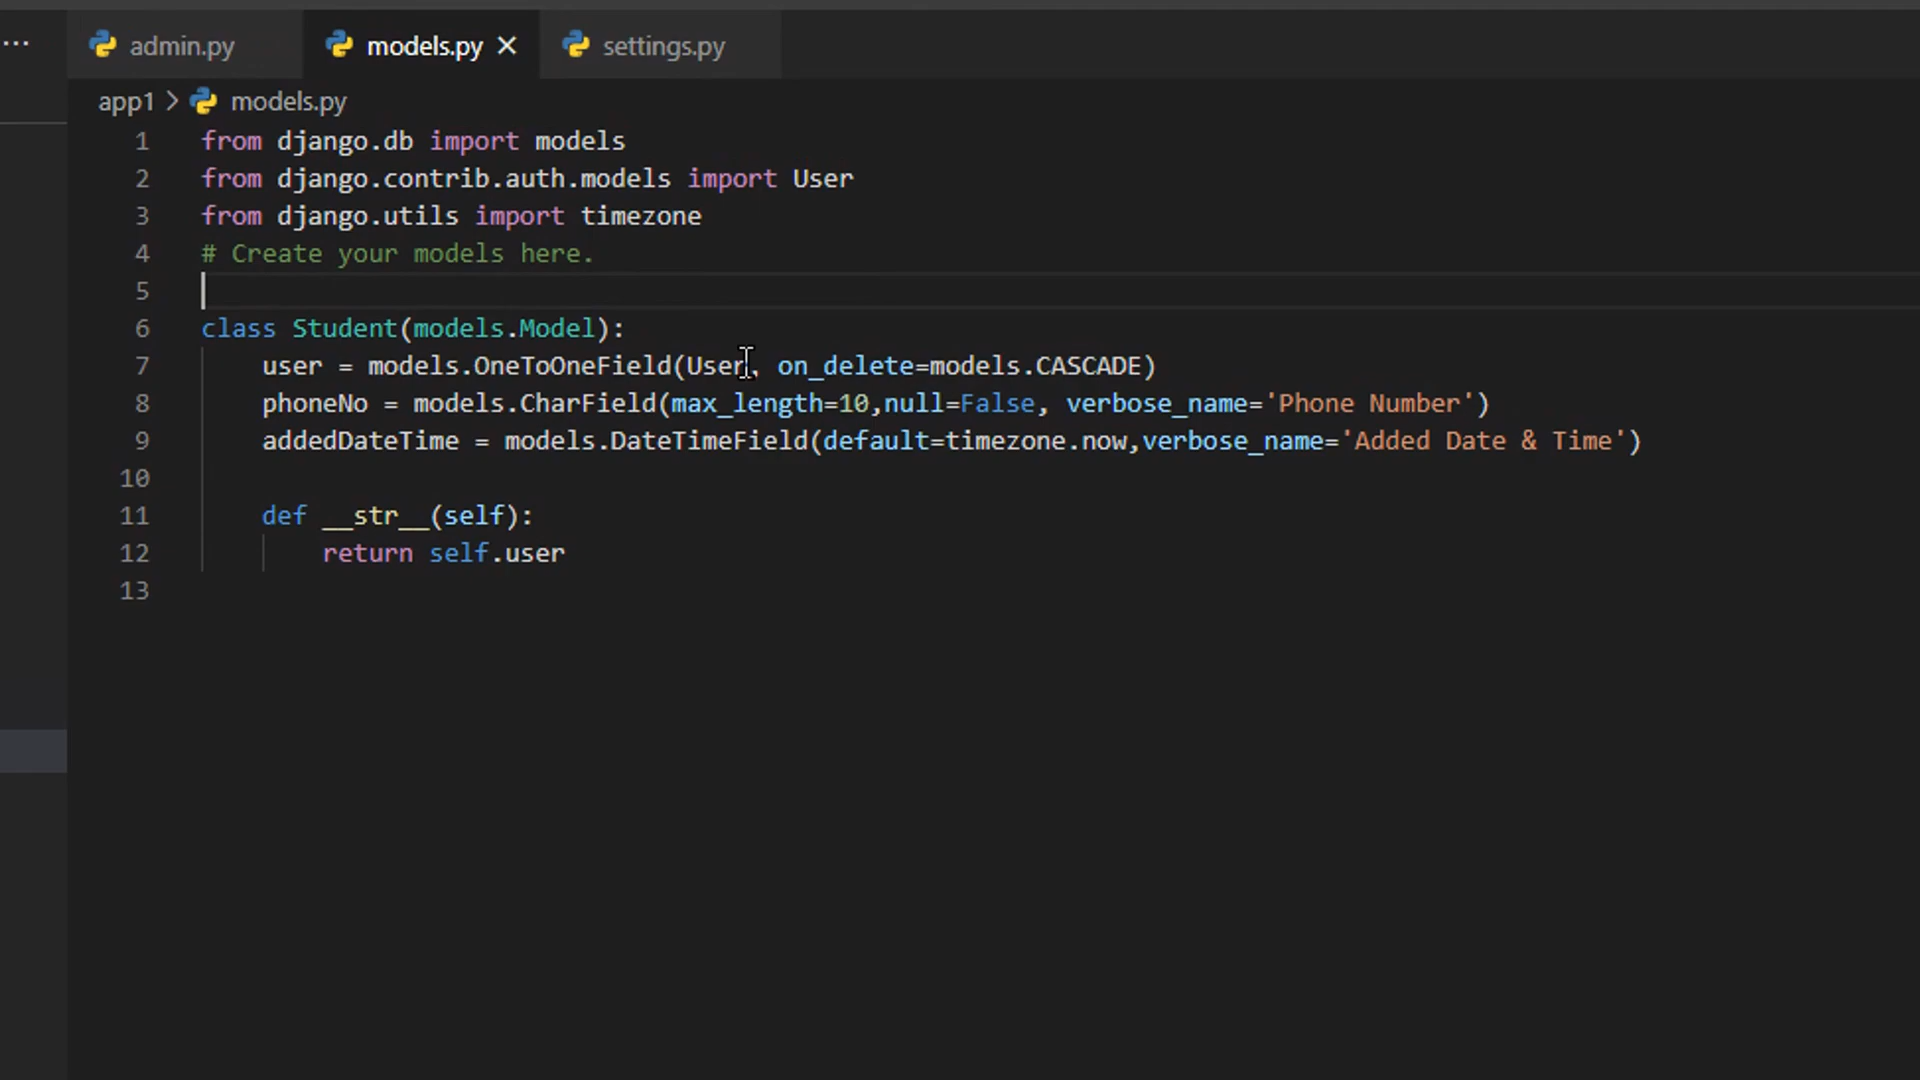 ... admin.py models.py × settings.py
app1 > models.py
1 from django.db import models
2 from django.contrib.auth.models import User
3 from django.utils import timezone
4 # Create your models here.
5
6 class Student(models.Model):
7     user = models.OneToOneField(User, on_delete=models.CASCADE)
8     phoneNo = models.CharField(max_length=10,null=False, verbose_name='Phone Number')
9     addedDateTime = models.DateTimeField(default=timezone.now,verbose_name='Added Date & Time')
10
11     def __str__(self):
12         return self.user
13